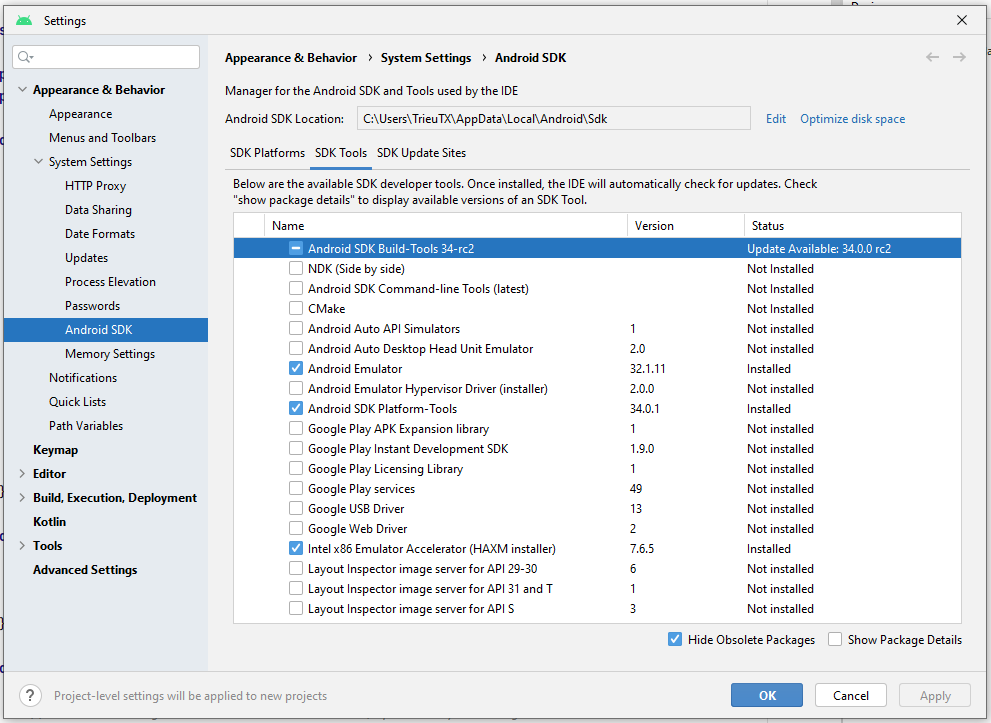 Settings
Appearance & Behavior
Appearance
Menus and Toolbars
System Settings
HTTP Proxy
Data Sharing
Date Formats
Updates
Process Elevation
Passwords
Android SDK
Memory Settings
Notifications
Quick Lists
Path Variables
Keymap
Editor
Build, Execution, Deployment
Kotlin
Tools
Advanced Settings
Appearance & Behavior › System Settings › Android SDK
Manager for the Android SDK and Tools used by the IDE
Android SDK Location: C:\Users\TrieuTX\AppData\Local\Android\Sdk Edit Optimize disk space
SDK Platforms SDK Tools SDK Update Sites
Below are the available SDK developer tools. Once installed, the IDE will automatically check for updates. Check
"show package details" to display available versions of an SDK Tool.
Name Version Status
Android SDK Build-Tools 34-rc2 Update Available: 34.0.0 rc2
NDK (Side by side) Not Installed
Android SDK Command-line Tools (latest) Not Installed
CMake Not Installed
Android Auto API Simulators 1 Not installed
Android Auto Desktop Head Unit Emulator 2.0 Not installed
Android Emulator 32.1.11 Installed
Android Emulator Hypervisor Driver (installer) 2.0.0 Not installed
Android SDK Platform-Tools 34.0.1 Installed
Google Play APK Expansion library 1 Not installed
Google Play Instant Development SDK 1.9.0 Not installed
Google Play Licensing Library 1 Not installed
Google Play services 49 Not installed
Google USB Driver 13 Not installed
Google Web Driver 2 Not installed
Intel x86 Emulator Accelerator (HAXM installer) 7.6.5 Installed
Layout Inspector image server for API 29-30 6 Not installed
Layout Inspector image server for API 31 and T 1 Not installed
Layout Inspector image server for API S 3 Not installed
Hide Obsolete Packages Show Package Details
? Project-level settings will be applied to new projects
OK Cancel Apply